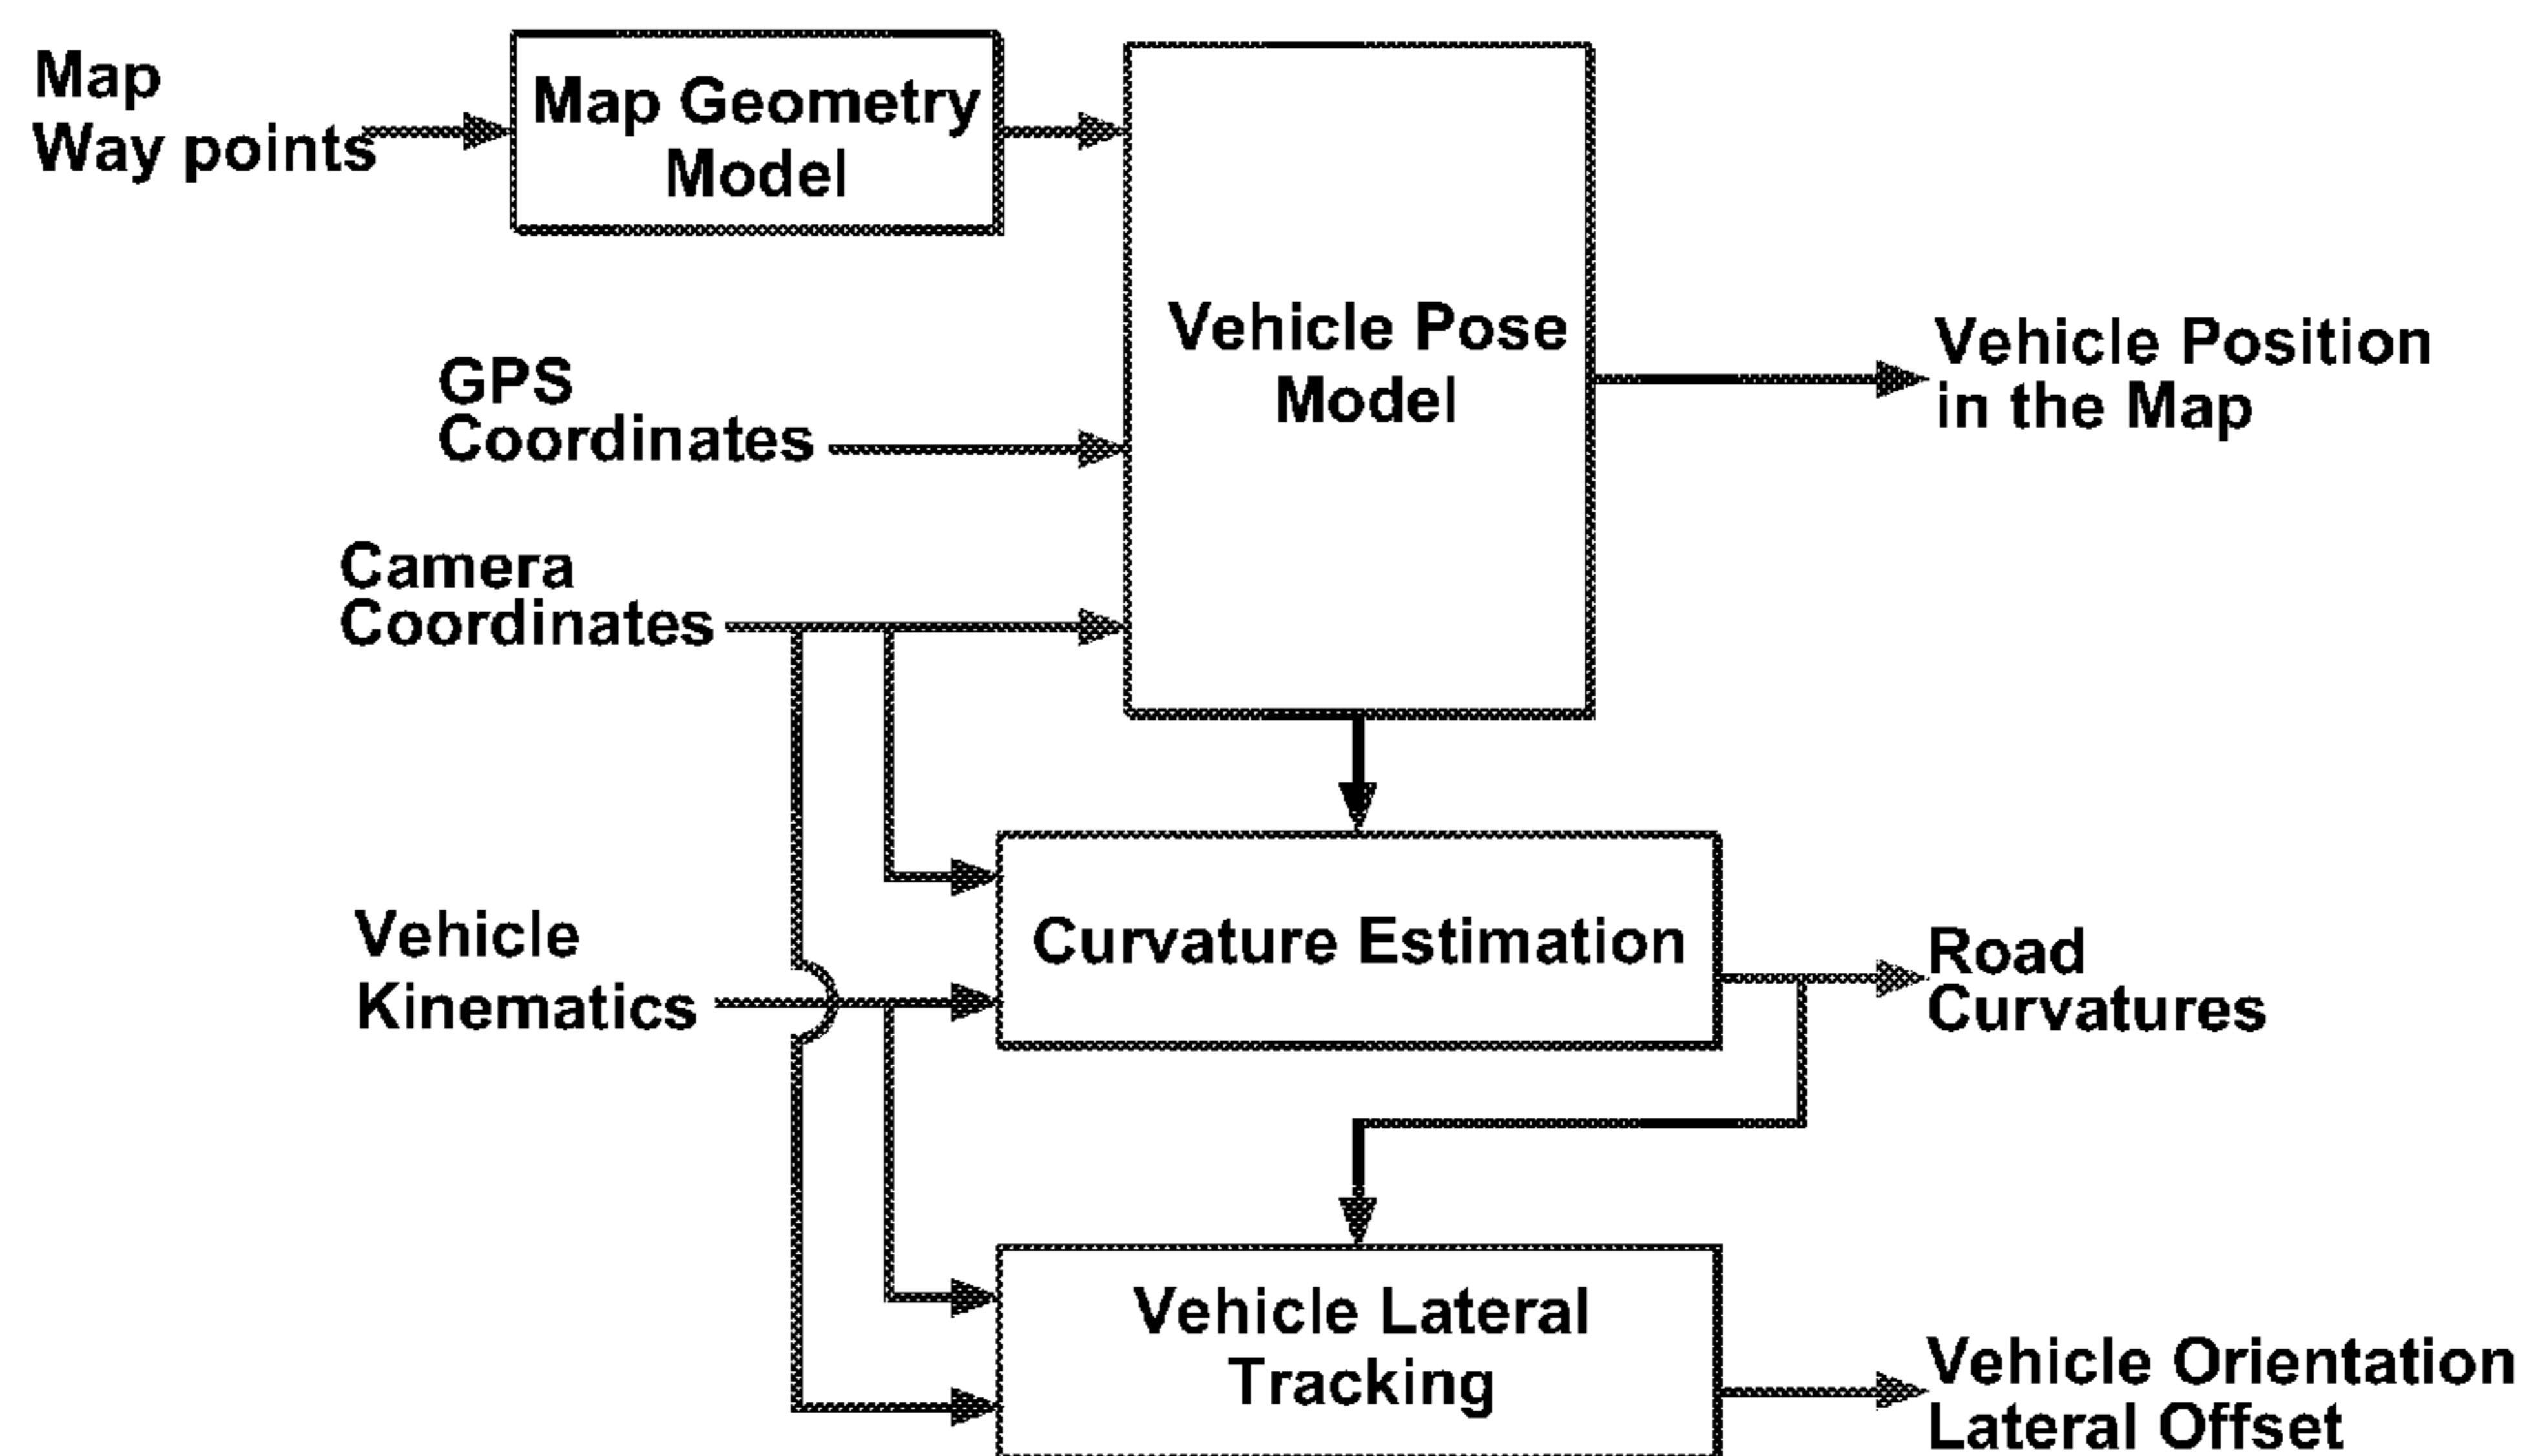 Map
Way points
Map Geometry
Model
Vehicle Pose
Model
GPS
Coordinates
Vehicle Position
in the Map
Camera
Coordinates
Vehicle
Kinematics
Curvature Estimation
Road
Curvatures
Vehicle Lateral
Tracking
Vehicle Orientation
Lateral Offset